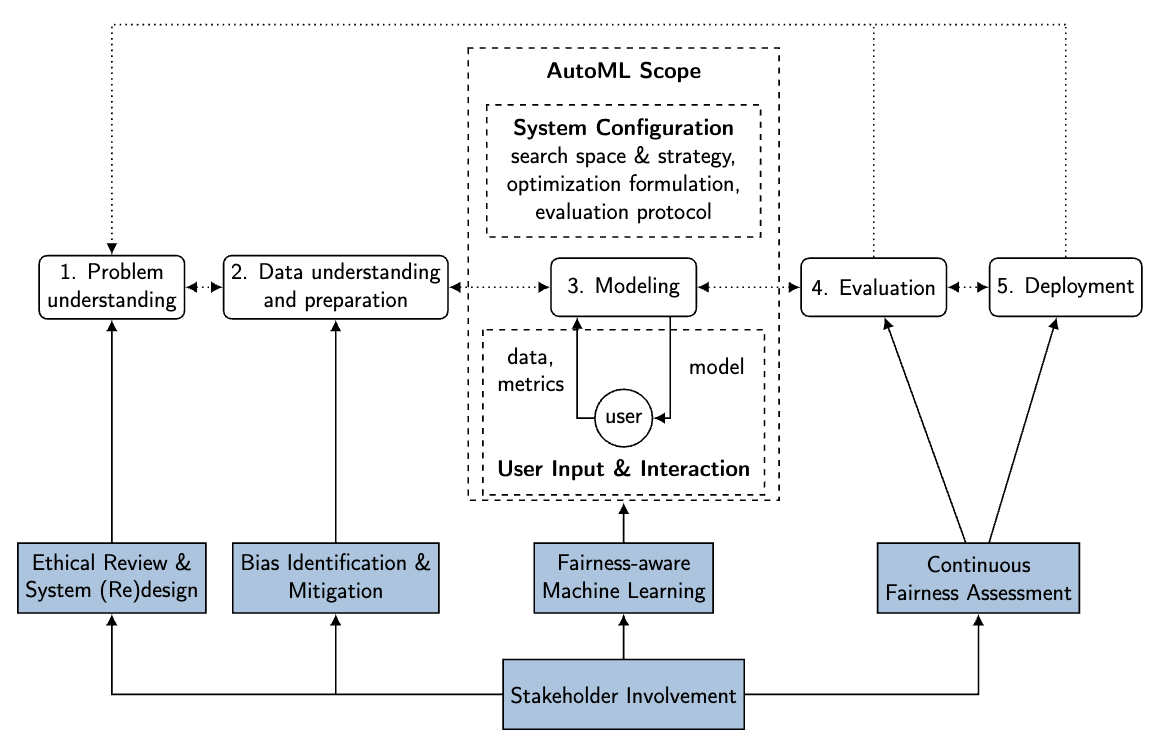 AutoML Scope
System Configuration
search space & strategy,
optimization formulation,
evaluation protocol
1. Problem
understanding
2. Data understanding
and preparation
3. Modeling
4. Evaluation
5. Deployment
data,
metrics
model
user
User Input & Interaction
Ethical Review &
System (Re)design
Bias Identification &
Mitigation
Fairness-aware
Machine Learning
Continuous
Fairness Assessment
Stakeholder Involvement